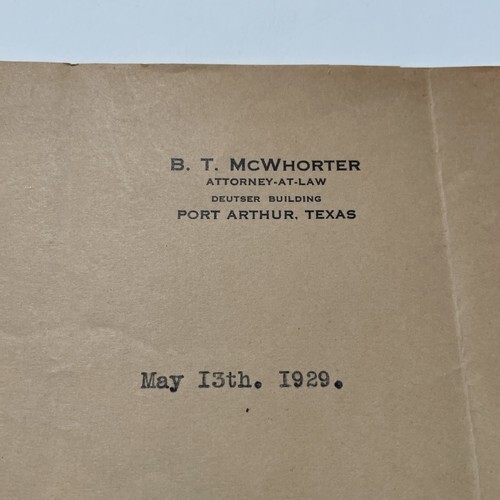 B. T. McWhorter
ATTORNEY-AT-LAW
DEUTSER BUILDING
PORT ARTHUR, TEXAS
May I3th. I929.